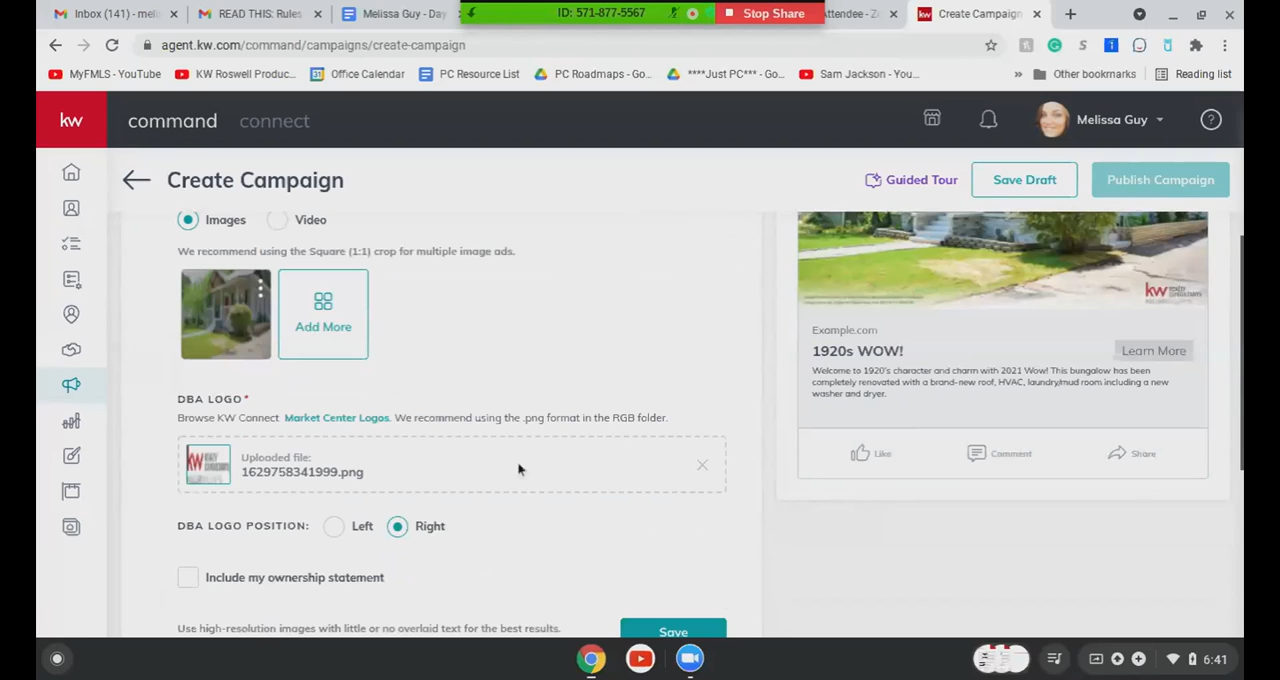 Inbox (141) - meli
READ THIS: Rules
Melissa Guy - Day
ID: 571-877-5567
Stop Share
Attendee - Z
Create Campaign
agent.kw.com/command/campaigns/create-campaign
MyFMLS - YouTube
KW Roswell Produc...
Office Calendar
PC Resource List
PC Roadmaps - Go...
****Just PC*** - Go...
Sam Jackson - You...
Other bookmarks
Reading list
kw
command
connect
Melissa Guy
Create Campaign
Guided Tour
Save Draft
Publish Campaign
Images
Video
We recommend using the Square (1:1) crop for multiple image ads.
Add More
kw
Example.com
1920s WOW!
Learn More
Welcome to 1920's character and charm with 2021 Wow! This bungalow has been
completely renovated with a brand-new roof, HVAC, laundry/mud room including a new
washer and dryer.
Like
Comment
Share
DBA LOGO*
Browse KW Connect Market Center Logos. We recommend using the .png format in the RGB folder.
Uploaded file:
1629758341999.png
DBA LOGO POSITION:
Left
Right
Include my ownership statement
Use high-resolution images with little or no overlaid text for the best results.
Save
6:41